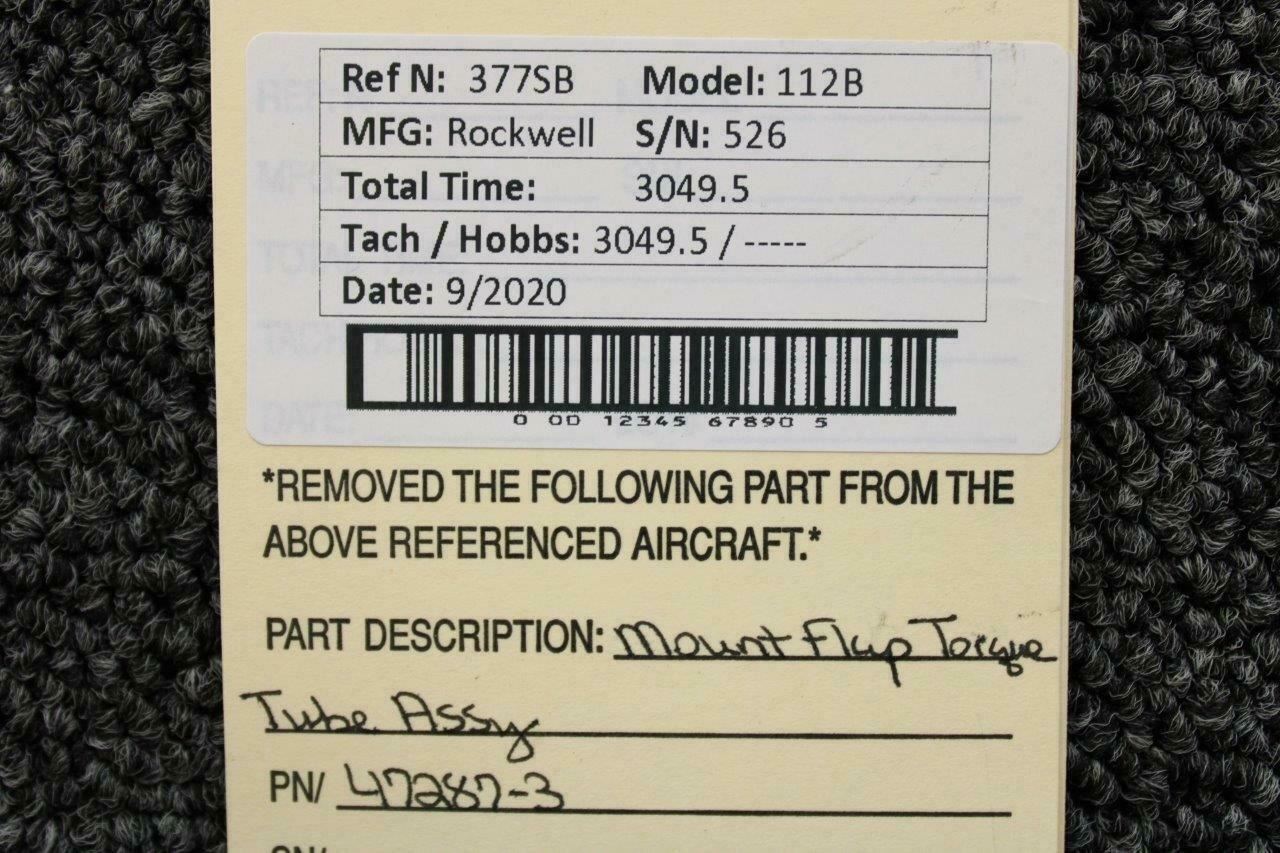 Ref N: 377SB Model: 112B
MFG: Rockwell S/N: 526
Total Time: 3049.5
Tach / Hobbs: 3049.5 / -----
Date: 9/2020
0 00 12345 67890 5
*REMOVED THE FOLLOWING PART FROM THE
ABOVE REFERENCED AIRCRAFT.*
PART DESCRIPTION: Mount Flap Torque
Tube Assy
PN/ 47287-3